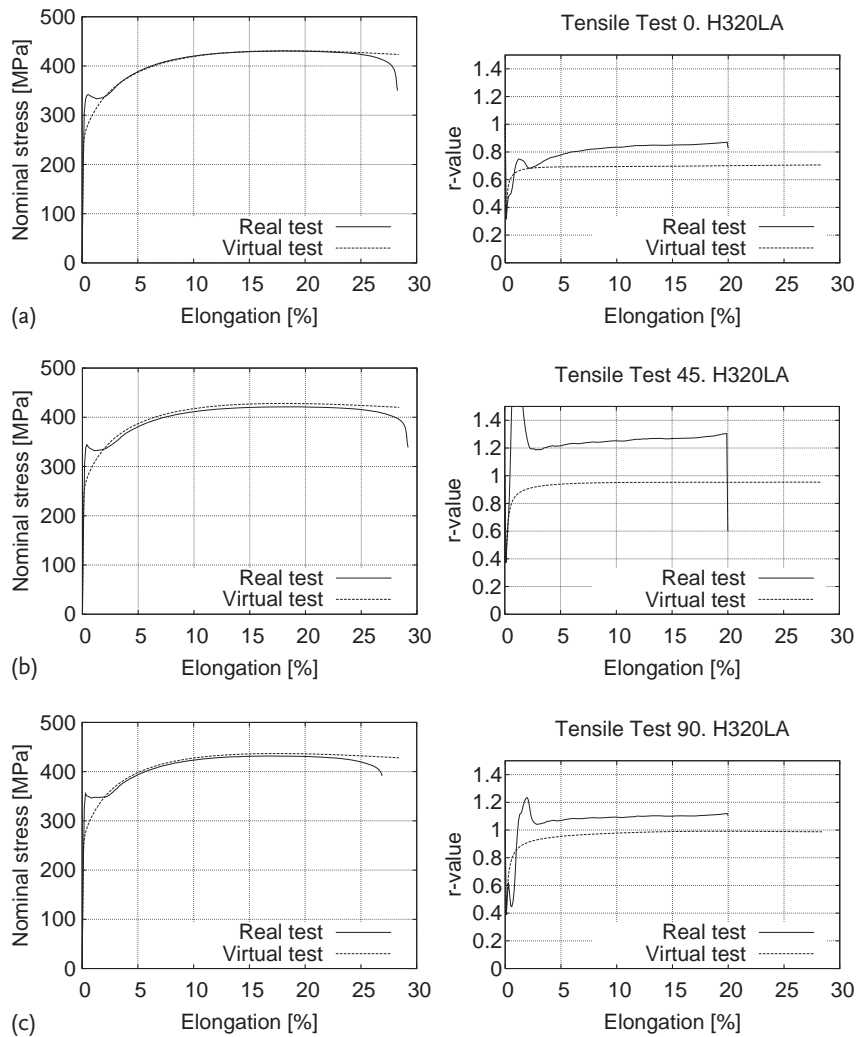 Tensile Test 0. H320LA
Nominal stress [MPa]
500
400
300
200
100
0
Real test
Virtual test
0 5 10 15 20 25 30
Elongation [%]
r-value
1.4
1.2
1
0.8
0.6
0.4
0.2
0
Real test
Virtual test
0 5 10 15 20 25 30
Elongation [%]
(a)
Tensile Test 45. H320LA
Nominal stress [MPa]
500
400
300
200
100
0
Real test
Virtual test
0 5 10 15 20 25 30
Elongation [%]
r-value
1.4
1.2
1
0.8
0.6
0.4
0.2
0
Real test
Virtual test
0 5 10 15 20 25 30
Elongation [%]
(b)
Tensile Test 90. H320LA
Nominal stress [MPa]
500
400
300
200
100
0
Real test
Virtual test
0 5 10 15 20 25 30
Elongation [%]
r-value
1.4
1.2
1
0.8
0.6
0.4
0.2
0
Real test
Virtual test
0 5 10 15 20 25 30
Elongation [%]
(c)